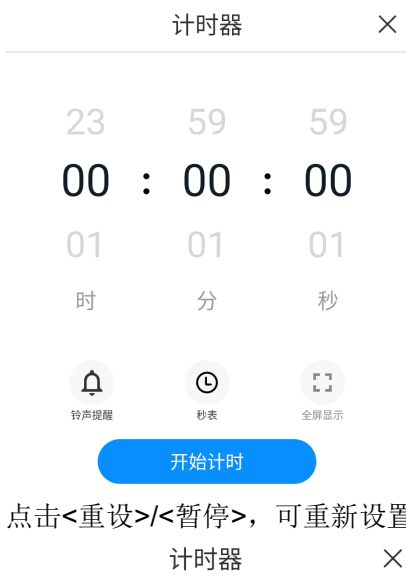 计时器
23 59 59
00 : 00 : 00
01 01 01
时 分 秒
铃声提醒 秒表 全屏显示
开始计时
点击<重设>/<暂停>，可重新设置
计时器